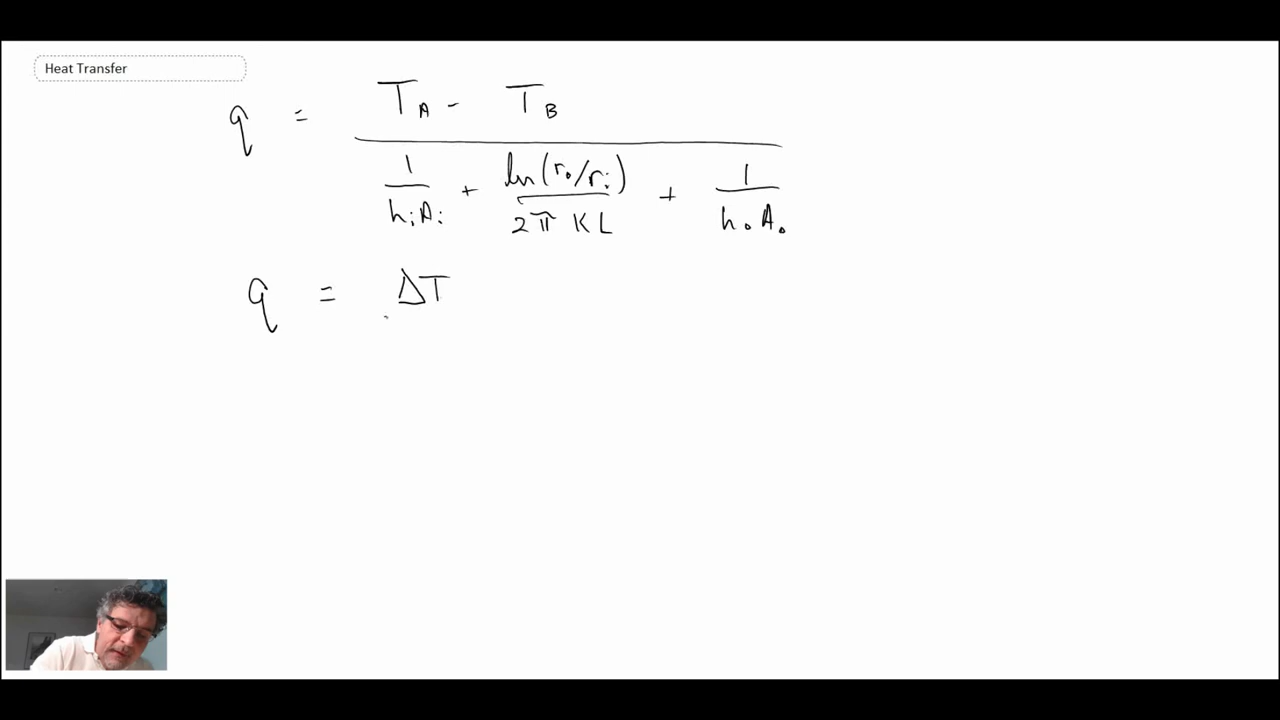 Heat Transfer
q = (T_A - T_B) / (1/(h_i A_i) + ln(r_o/r_i)/(2π K L) + 1/(h_o A_o))
q = ΔT